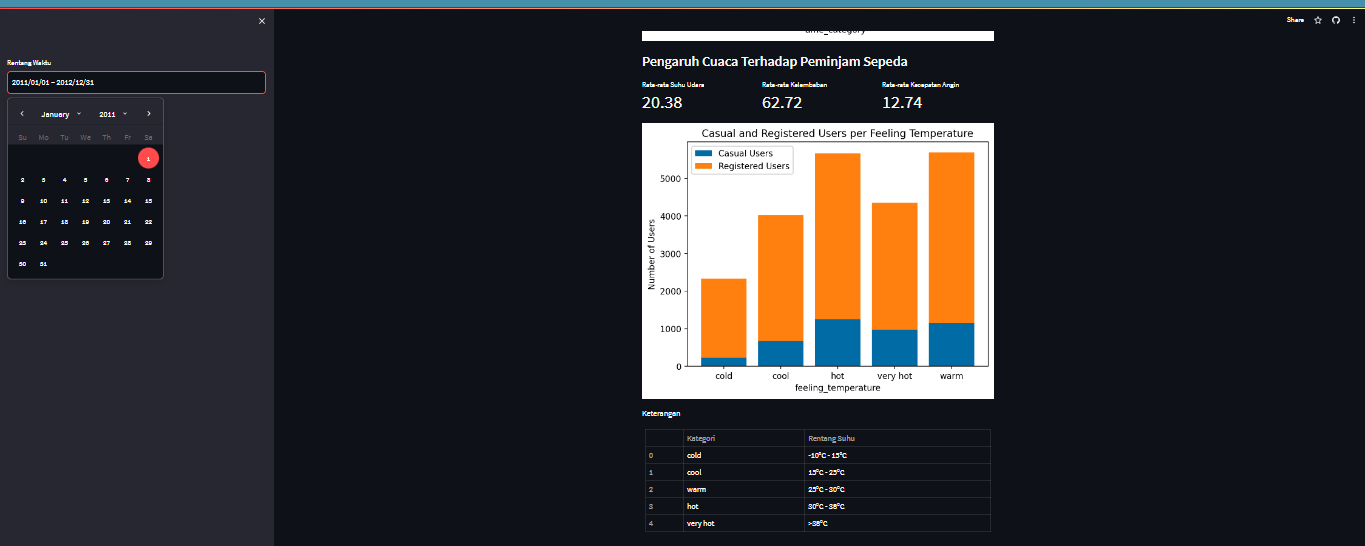 Share
Rentang Waktu
2011/01/01 – 2012/12/31
January 2011
Su Mo Tu We Th Fr Sa
1
2 3 4 5 6 7 8
9 10 11 12 13 14 15
16 17 18 19 20 21 22
23 24 25 26 27 28 29
30 31
time_category
Pengaruh Cuaca Terhadap Peminjam Sepeda
Rata-rata Suhu Udara Rata-rata Kelembaban Rata-rata Kecepatan Angin
20.38 62.72 12.74
Casual and Registered Users per Feeling Temperature
Casual Users
Registered Users
Number of Users
5000
4000
3000
2000
1000
0
cold cool hot very hot warm
feeling_temperature
Keterangan
Kategori Rentang Suhu
0 cold -10°C - 15°C
1 cool 15°C - 25°C
2 warm 25°C - 30°C
3 hot 30°C - 38°C
4 very hot >38°C